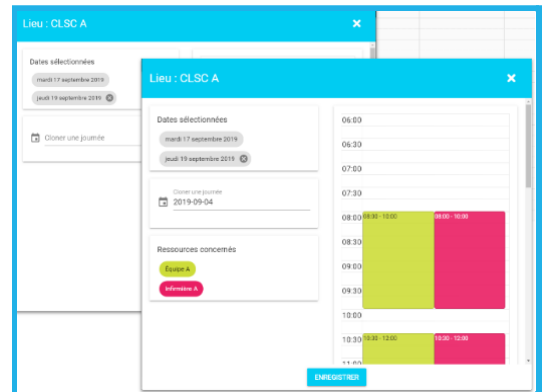 Lieu : CLSC A
Dates sélectionnées
mardi 17 septembre 2019
jeudi 19 septembre 2019
Cloner une journée
Lieu : CLSC A
Dates sélectionnées
mardi 17 septembre 2019
jeudi 19 septembre 2019
Cloner une journée
2019-09-04
Ressources concernés
Équipe A
Infirmière A
06:00
06:30
07:00
07:30
08:00 08:00 - 10:00 08:00 - 10:00
08:30
09:00
09:30
10:00
10:30 10:30 - 12:00 10:30 - 12:00
11:00
ENREGISTRER